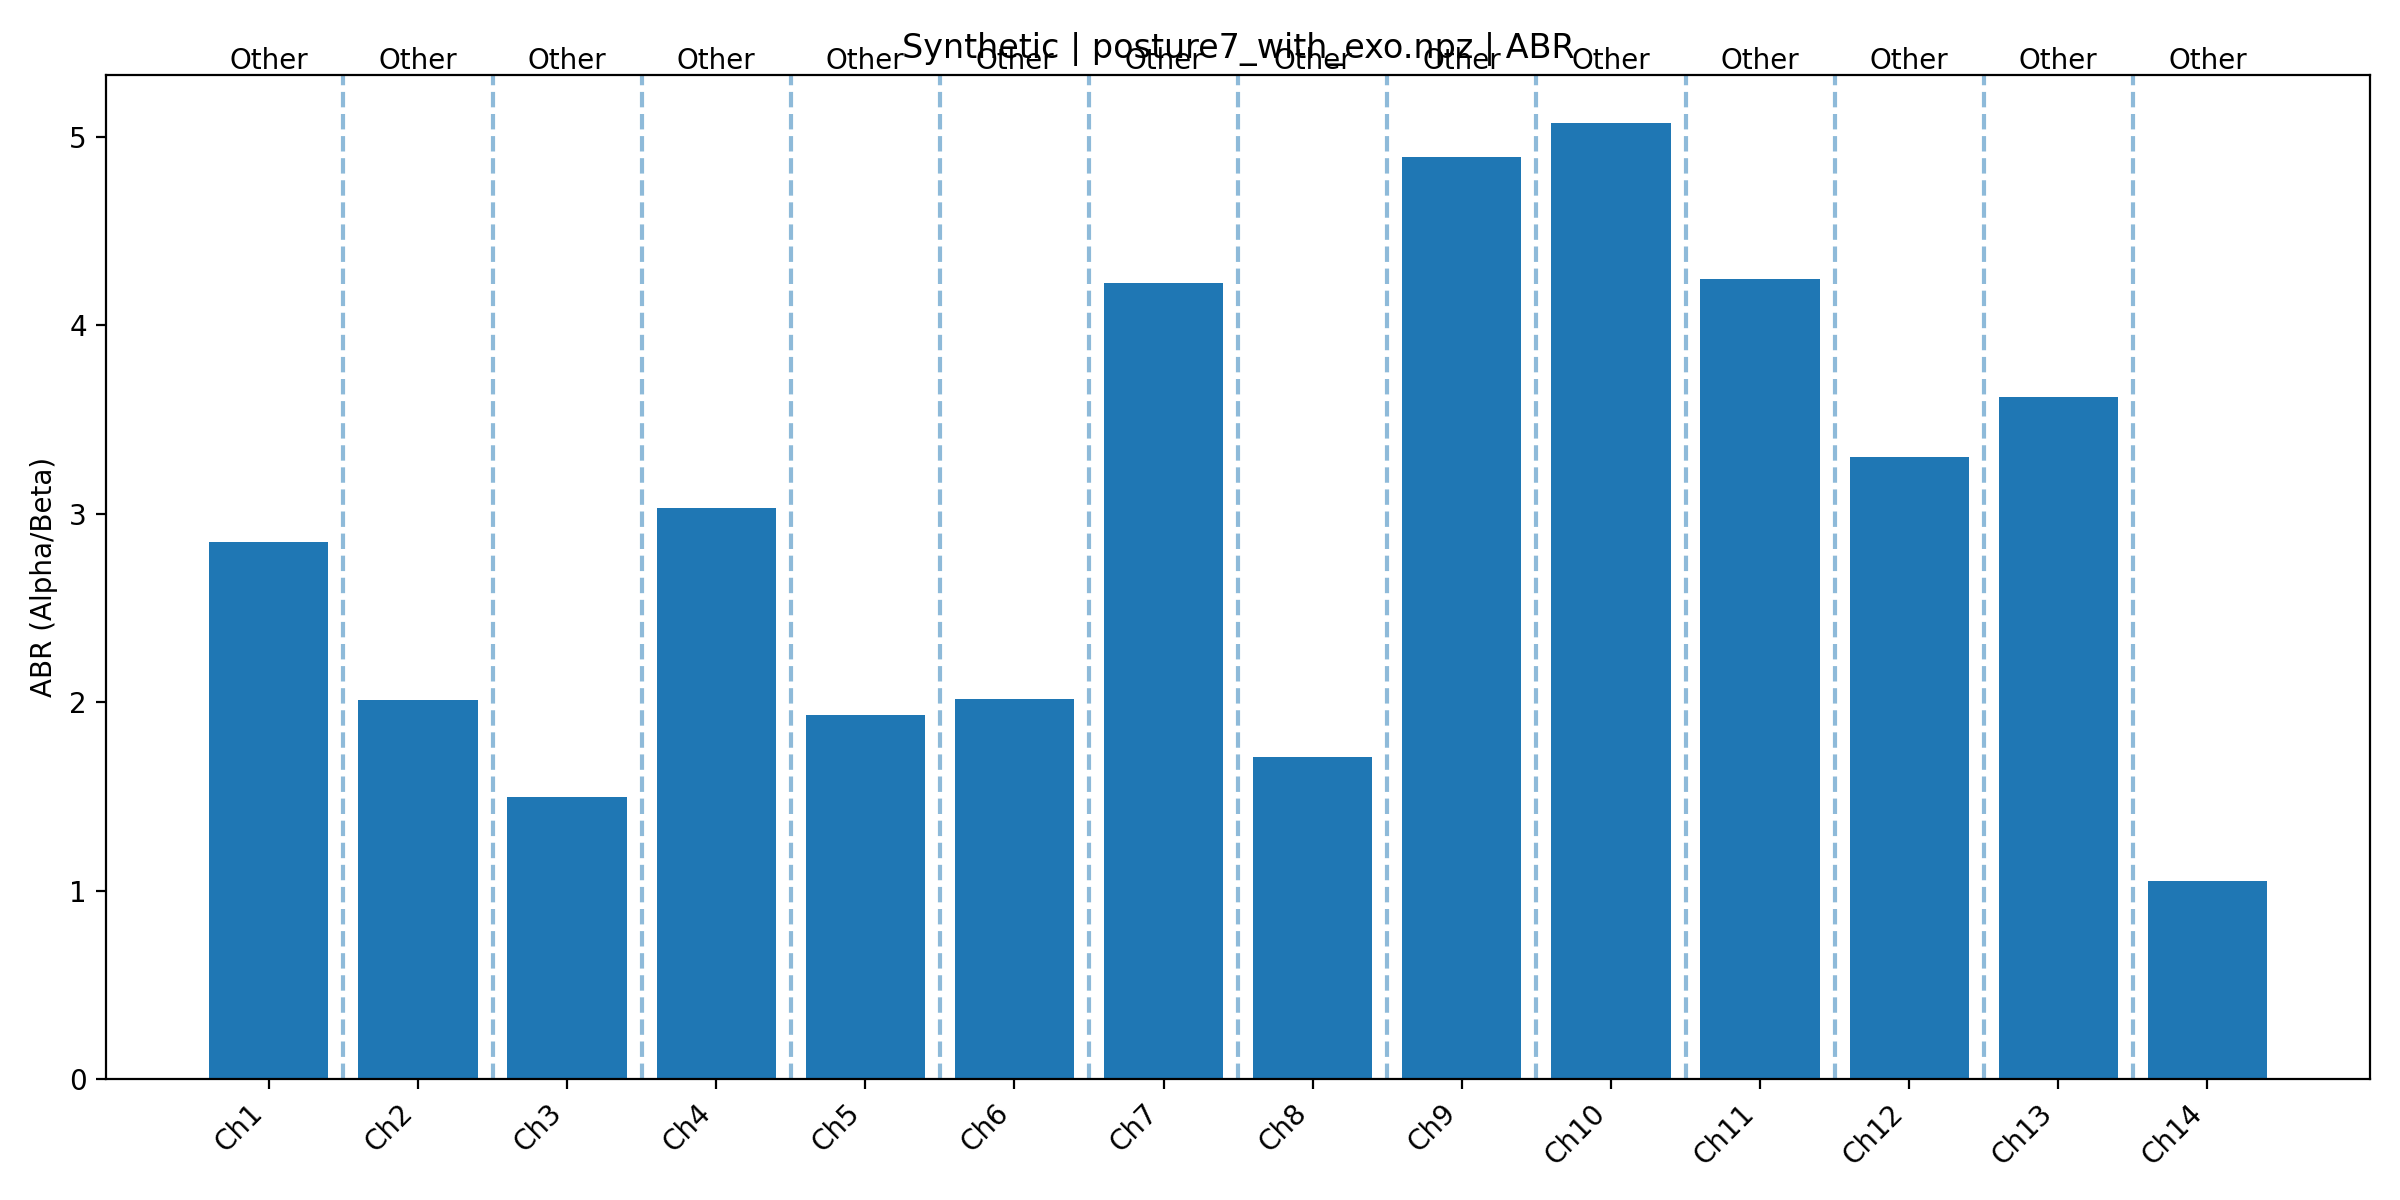 Synthetic | posture7_with_exo.npz | ABR
Other Other Other Other Other Other Other Other Other Other Other Other Other Other
5
4
3
2
1
0
ABR (Alpha/Beta)
Ch1 Ch2 Ch3 Ch4 Ch5 Ch6 Ch7 Ch8 Ch9 Ch10 Ch11 Ch12 Ch13 Ch14